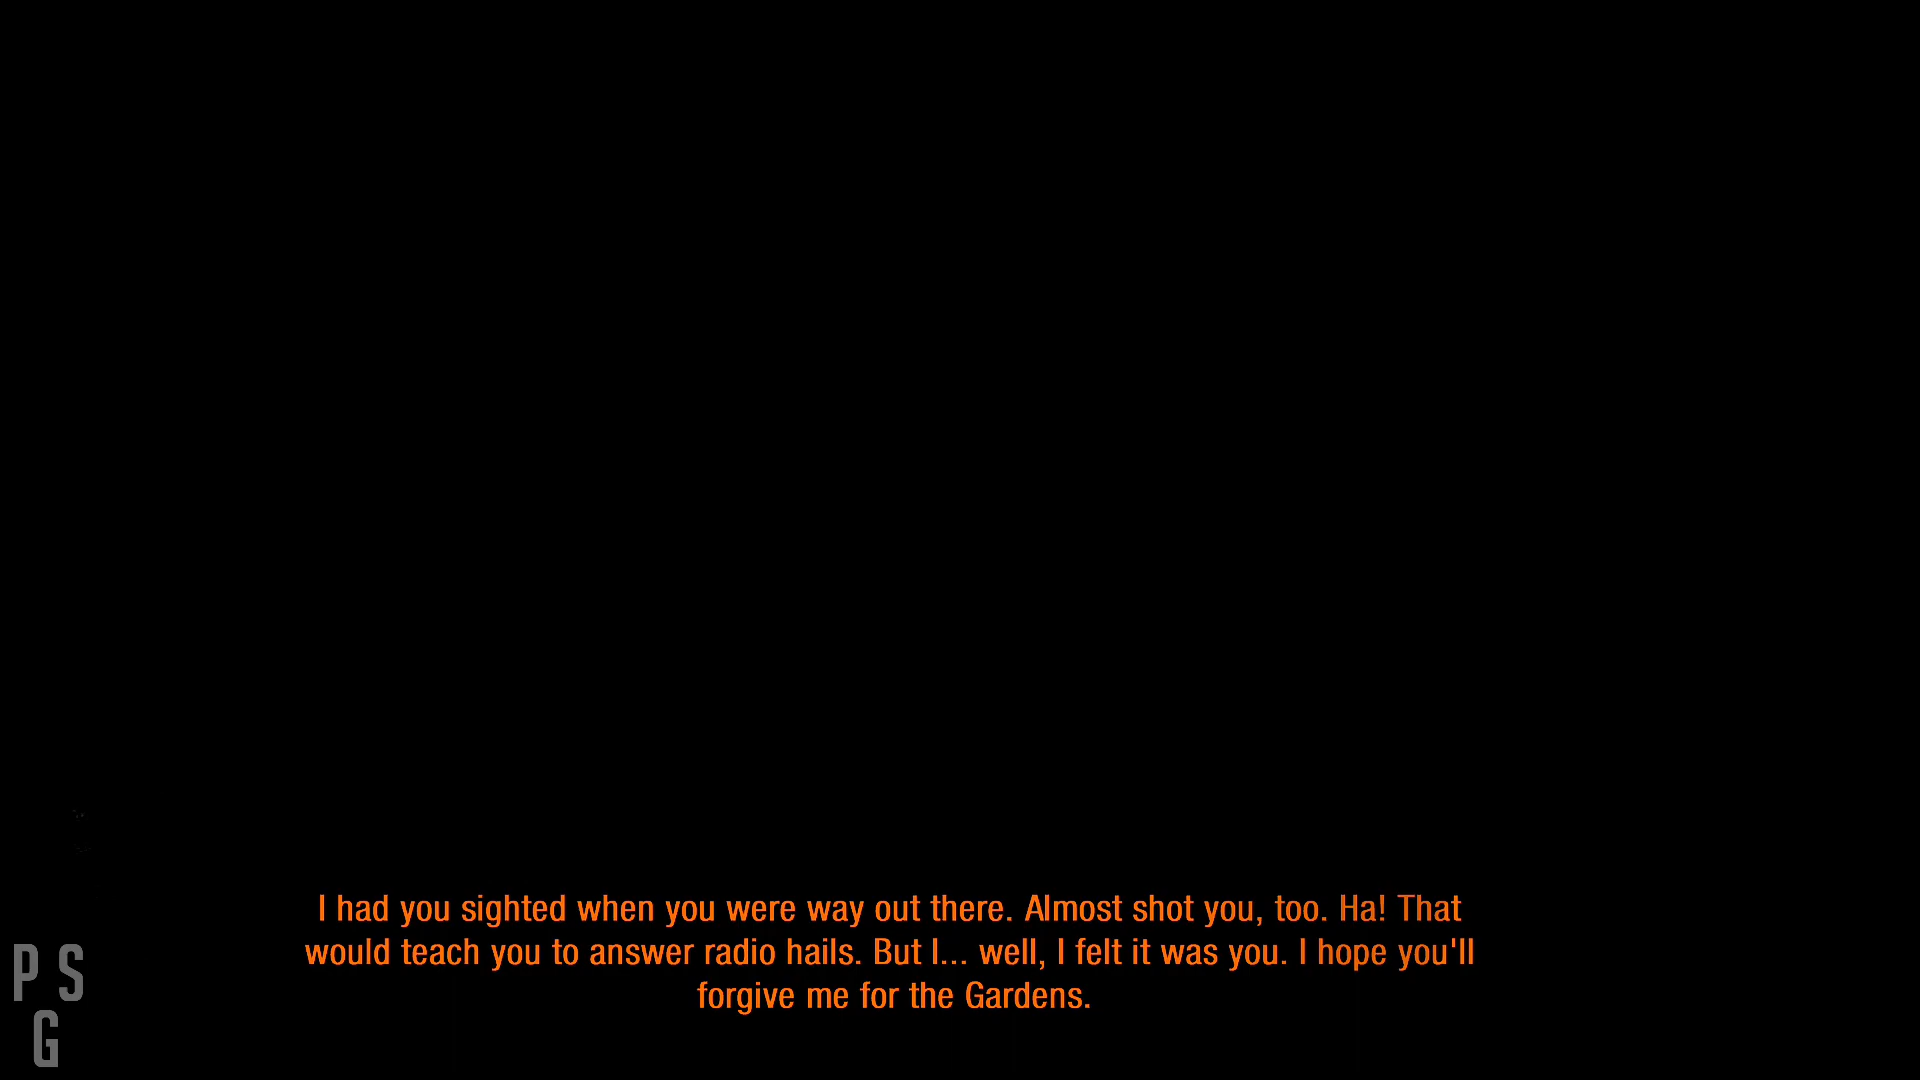 I had you sighted when you were way out there. Almost shot you, too. Ha! That
would teach you to answer radio hails. But I... well, I felt it was you. I hope you'll
forgive me for the Gardens.
P S
G